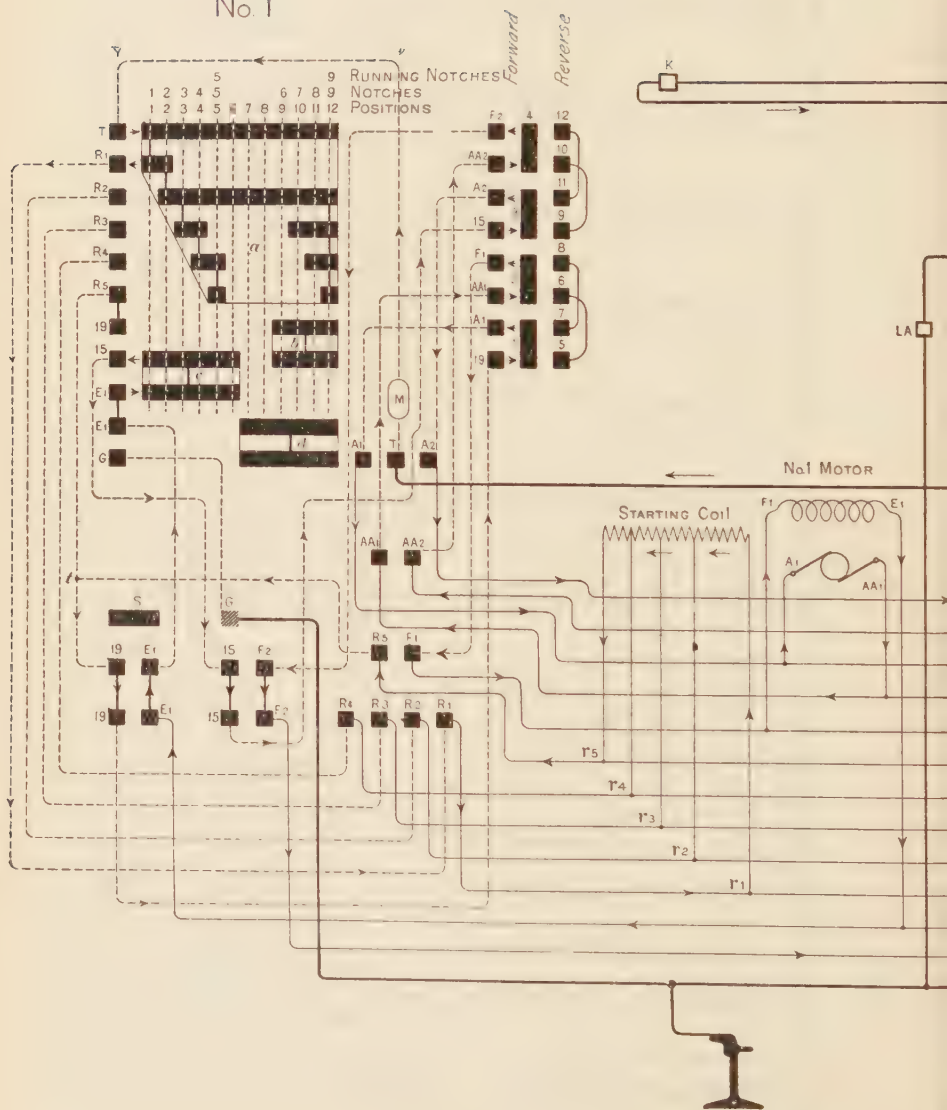 No. 1
Forward
Reverse
K
5 9 RUNNING NOTCHES
1 2 3 4 5 6 7 8 9 NOTCHES
1 2 3 4 5 6 7 8 9 10 11 12 POSITIONS
T
R1
R2
R3
R4
R5
19
15
E1
E1
G
a
b
c
d
F2 4 12
AA2 10
A2 11
15 9
F1 8
AA1 6
A1 7
19 5
LA
M
A1 T A2
No.1 MOTOR
STARTING COIL
F1 E1
A1 AA1
AA1 AA2
t
S G
19 E1 15 F2 R5 F1
19 E1 15 F2 R4 R3 R2 R1
r5
r4
r3
r2
r1